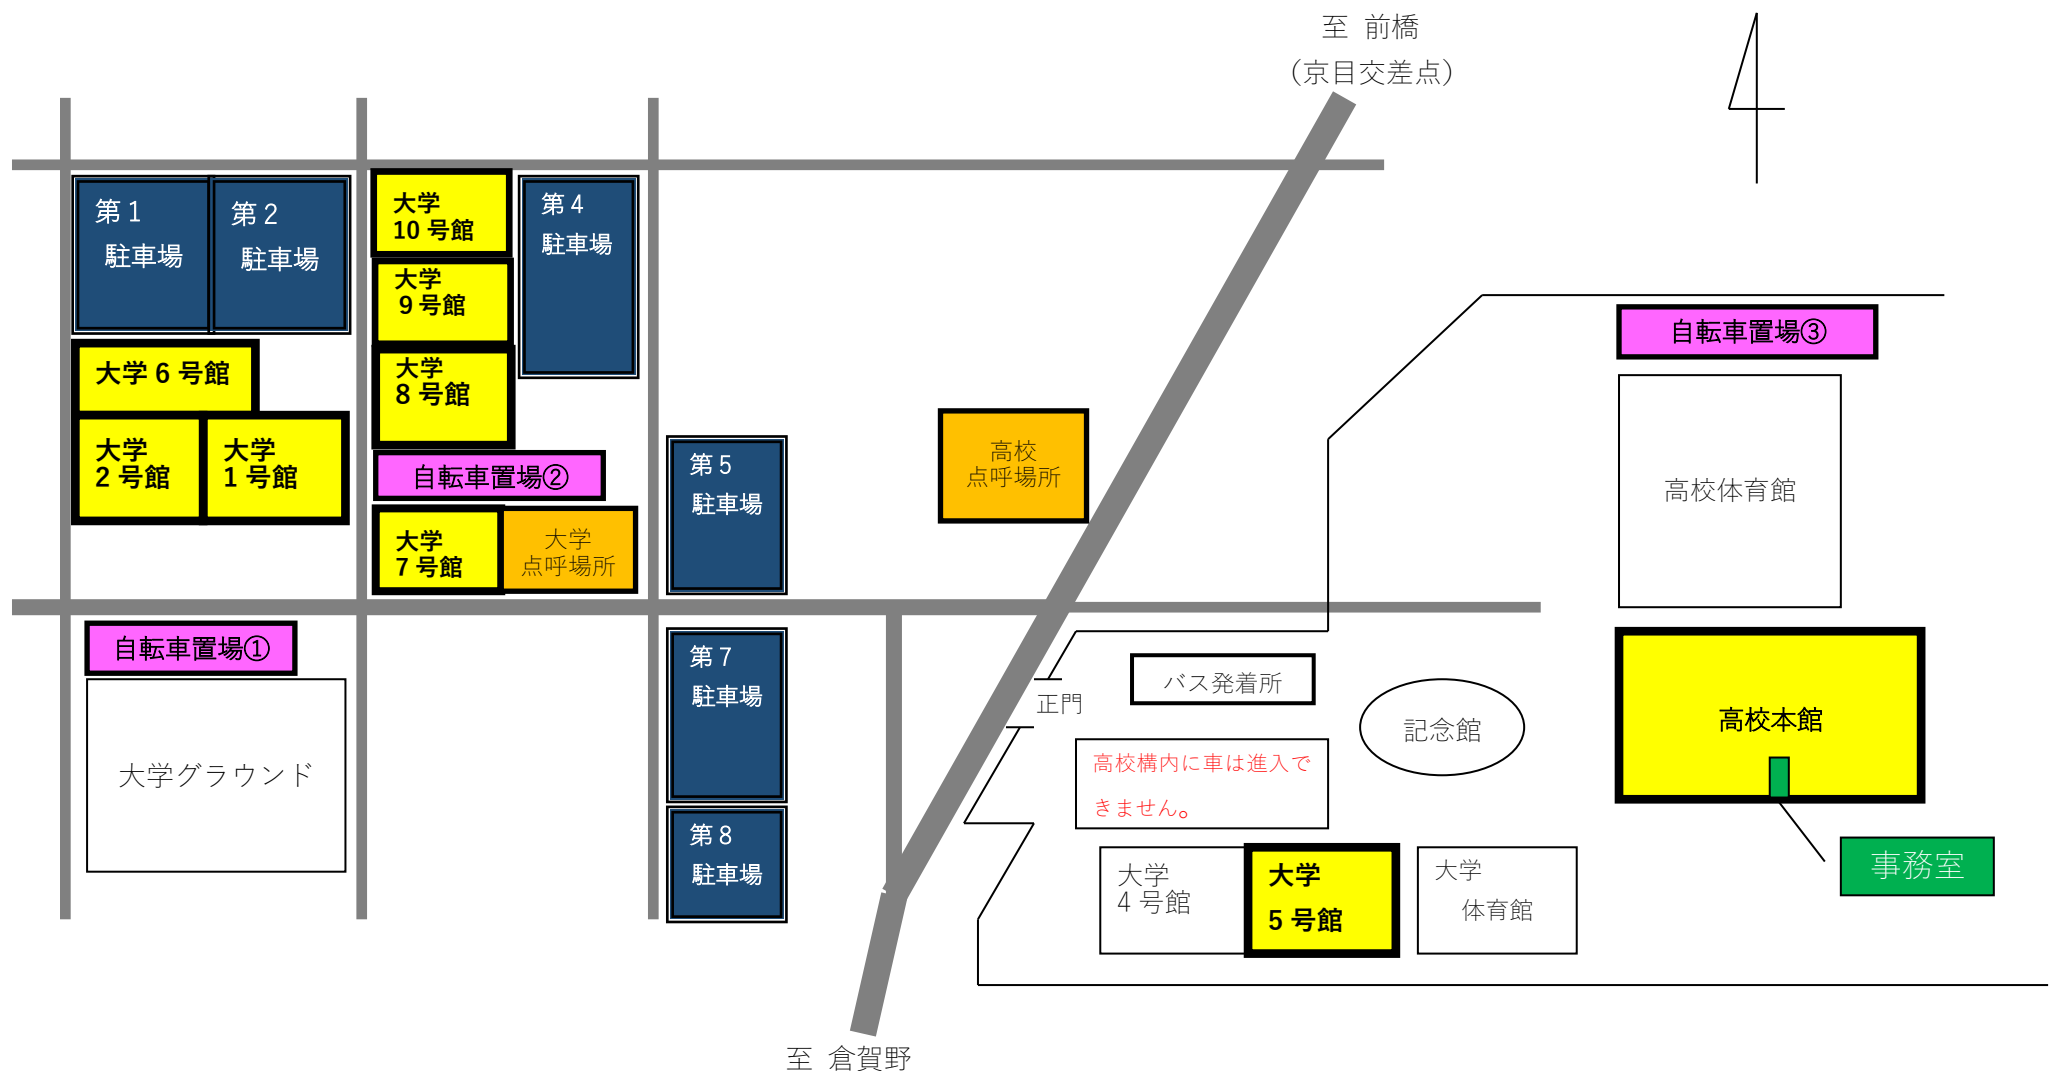 至 前橋
（京目交差点）
第１
駐車場
第２
駐車場
大学
10 号館
第４
駐車場
大学
９号館
大学
８号館
大学６号館
大学
２号館
大学
１号館
自転車置場②
大学
７号館
大学
点呼場所
第５
駐車場
高校
点呼場所
自転車置場③
高校体育館
自転車置場①
大学グラウンド
第７
駐車場
第８
駐車場
正門
バス発着所
記念館
高校構内に車は進入で
きません。
大学
４号館
大学
５号館
大学
体育館
高校本館
事務室
至 倉賀野